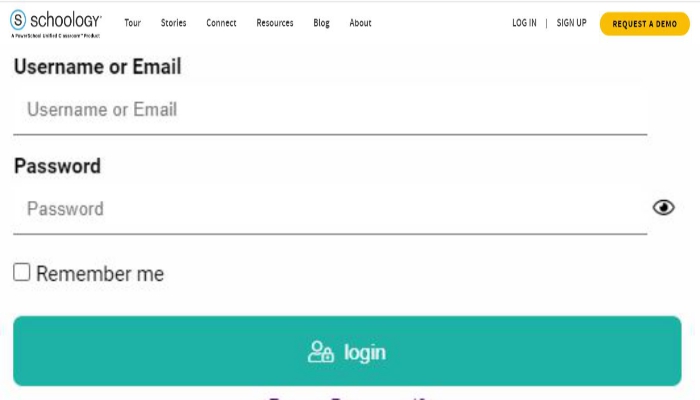 schoology
A PowerSchool Unified Classroom™ Product
Tour Stories Connect Resources Blog About
LOG IN | SIGN UP REQUEST A DEMO
Username or Email
Username or Email
Password
Password
Remember me
login